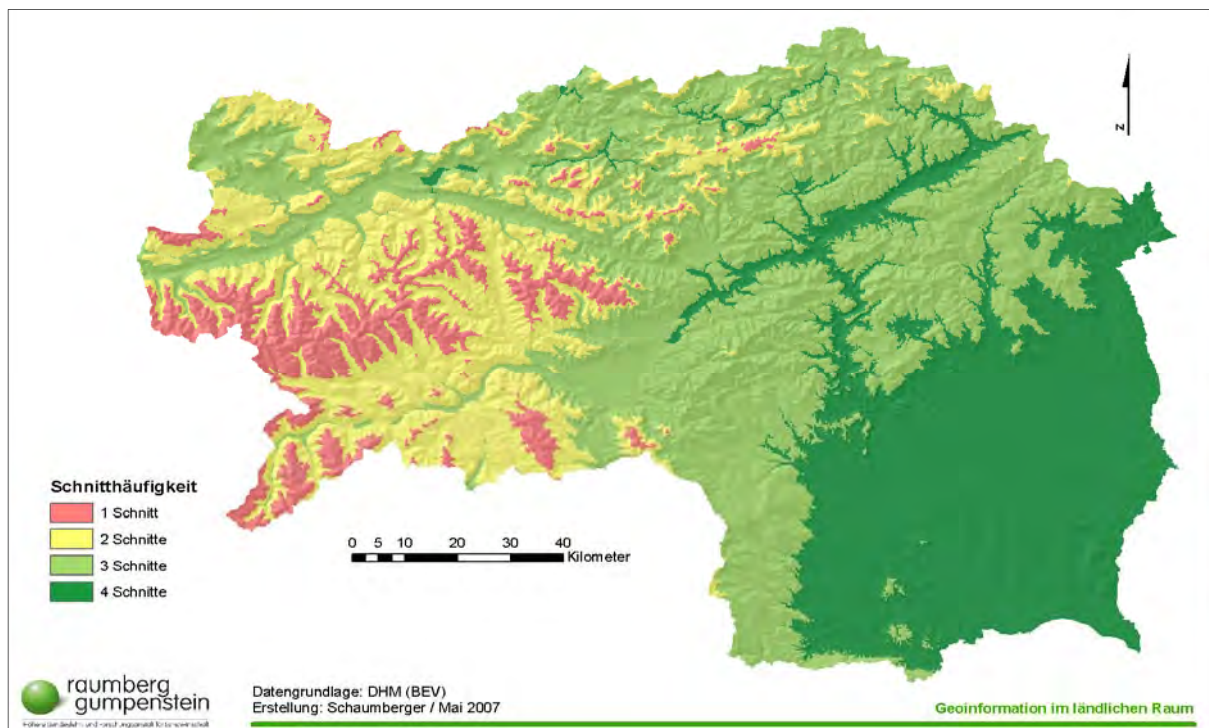 N
Schnitthäufigkeit
1 Schnitt
2 Schnitte
3 Schnitte
4 Schnitte
0 5 10 20 30 40
Kilometer
raumberg
gumpenstein
Datengrundlage: DHM (BEV)
Erstellung: Schaumberger / Mai 2007
Geoinformation im ländlichen Raum